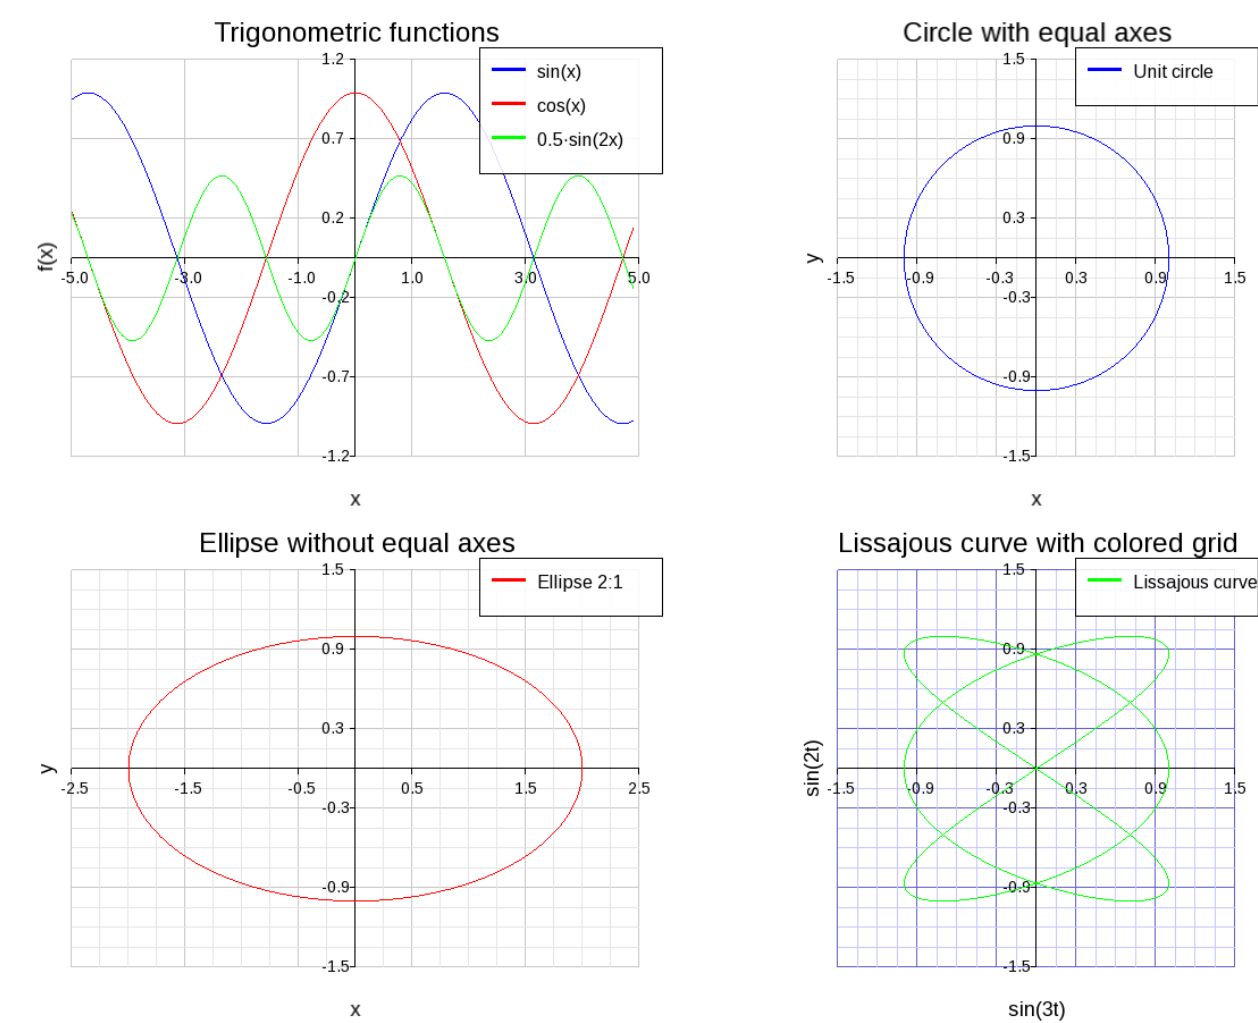 Trigonometric functions
sin(x)
cos(x)
0.5·sin(2x)
1.2
0.7
0.2
-0.2
-0.7
-1.2
-5.0 -3.0 -1.0 1.0 3.0 5.0
f(x)
x
Circle with equal axes
Unit circle
1.5
0.9
0.3
-0.3
-0.9
-1.5
-1.5 -0.9 -0.3 0.3 0.9 1.5
y
x
Ellipse without equal axes
Ellipse 2:1
1.5
0.9
0.3
-0.3
-0.9
-1.5
-2.5 -1.5 -0.5 0.5 1.5 2.5
y
x
Lissajous curve with colored grid
Lissajous curve
1.5
0.9
0.3
-0.3
-0.9
-1.5
-1.5 -0.9 -0.3 0.3 0.9 1.5
sin(2t)
sin(3t)